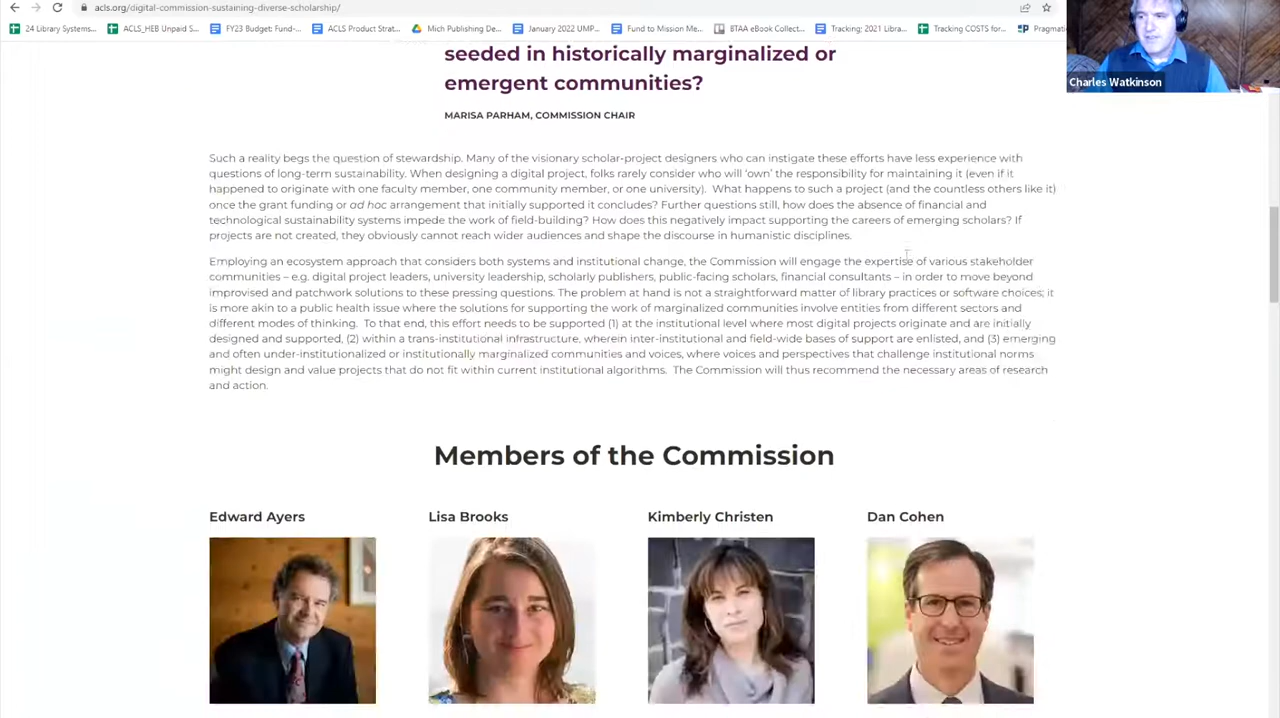 acls.org/digital-commission-sustaining-diverse-scholarship/
24 Library Systems...
ACLS_HEB Unpaid S...
FY23 Budget: Fund-...
ACLS Product Strat...
Mich Publishing De...
January 2022 UMP...
Fund to Mission Me...
BTAA eBook Collect...
Tracking: 2021 Libra...
Tracking COSTS for...
Pragmati
Charles Watkinson
seeded in historically marginalized or
emergent communities?
MARISA PARHAM, COMMISSION CHAIR
Such a reality begs the question of stewardship. Many of the visionary scholar-project designers who can instigate these efforts have less experience with
questions of long-term sustainability. When designing a digital project, folks rarely consider who will 'own' the responsibility for maintaining it (even if it
happened to originate with one faculty member, one community member, or one university). What happens to such a project (and the countless others like it)
once the grant funding or ad hoc arrangement that initially supported it concludes? Further questions still, how does the absence of financial and
technological sustainability systems impede the work of field-building? How does this negatively impact supporting the careers of emerging scholars? If
projects are not created, they obviously cannot reach wider audiences and shape the discourse in humanistic disciplines.
Employing an ecosystem approach that considers both systems and institutional change, the Commission will engage the expertise of various stakeholder
communities – e.g. digital project leaders, university leadership, scholarly publishers, public-facing scholars, financial consultants – in order to move beyond
improvised and patchwork solutions to these pressing questions. The problem at hand is not a straightforward matter of library practices or software choices; it
is more akin to a public health issue where the solutions for supporting the work of marginalized communities involve entities from different sectors and
different modes of thinking. To that end, this effort needs to be supported (1) at the institutional level where most digital projects originate and are initially
designed and supported, (2) within a trans-institutional infrastructure, wherein inter-institutional and field-wide bases of support are enlisted, and (3) emerging
and often under-institutionalized or institutionally marginalized communities and voices, where voices and perspectives that challenge institutional norms
might design and value projects that do not fit within current institutional algorithms. The Commission will thus recommend the necessary areas of research
and action.
Members of the Commission
Edward Ayers
Lisa Brooks
Kimberly Christen
Dan Cohen